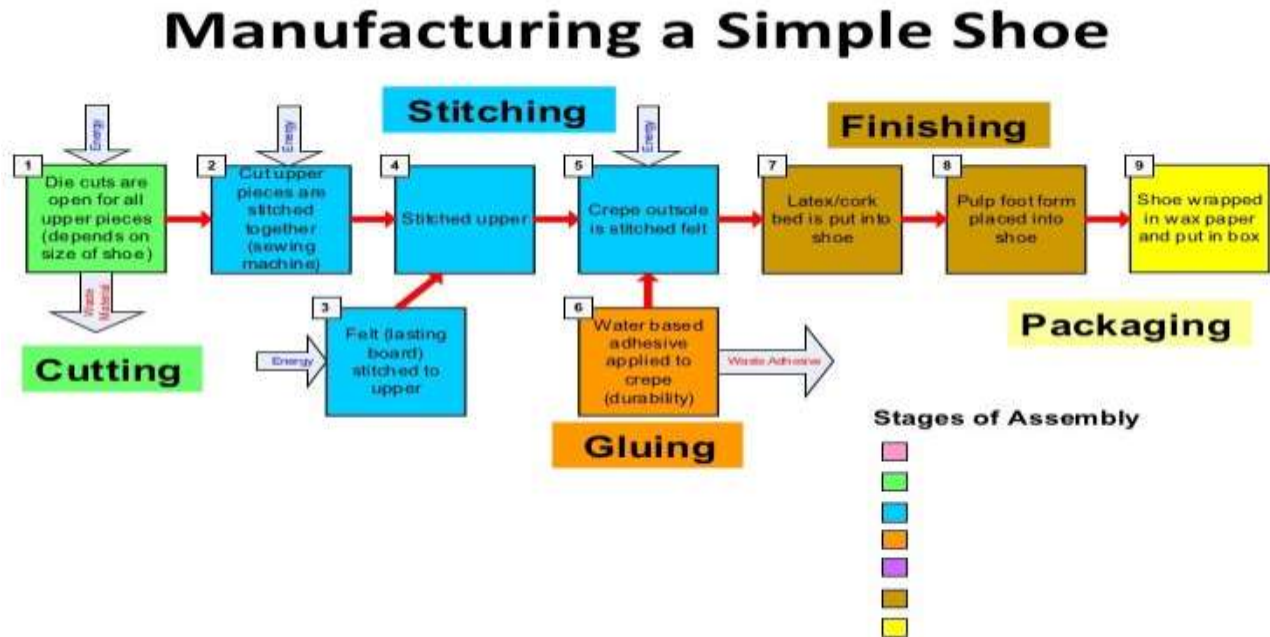 Manufacturing a Simple Shoe
Stitching
Finishing
Energy
Energy
Energy
1
Die cuts are
open for all
upper pieces
(depends on
size of shoe)
2
Cut upper
pieces are
stitched
together
(sewing
machine)
4
Stitched upper
5
Crepe outsole
is stitched felt
7
Latex/cork
bed is put into
shoe
8
Pulp foot form
placed into
shoe
9
Shoe wrapped
in wax paper
and put in box
Waste
Material
Cutting
Energy
3
Felt (lasting
board)
stitched to
upper
6
Water based
adhesive
applied to
crepe
(durability)
Waste Adhesive
Packaging
Gluing
Stages of Assembly